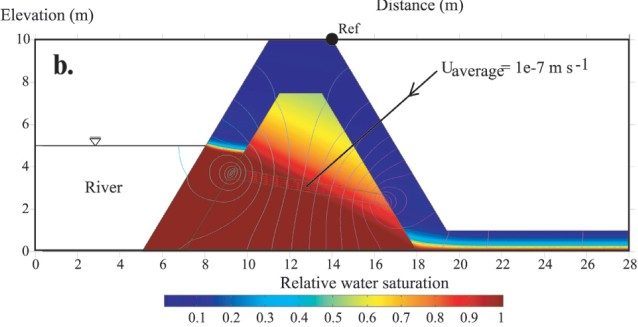 Distance (m)
Elevation (m)
Ref
10
b.
Uaverage= 1e-7 m s-1
8
6
4
River
2
0
0 2 4 6 8 10 12 14 16 18 20 22 24 26 28
Relative water saturation
0.1 0.2 0.3 0.4 0.5 0.6 0.7 0.8 0.9 1